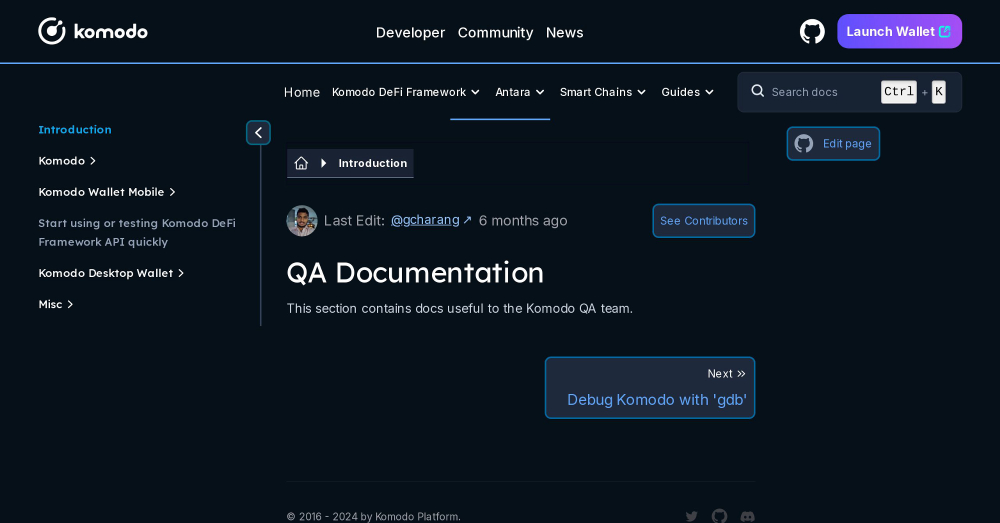 komodo
Developer Community News
Launch Wallet
Home Komodo DeFi Framework Antara Smart Chains Guides
Search docs Ctrl + K
Introduction
Komodo
Komodo Wallet Mobile
Start using or testing Komodo DeFi
Framework API quickly
Komodo Desktop Wallet
Misc
Introduction
Edit page
Last Edit: @gcharang ↗ 6 months ago
See Contributors
QA Documentation
This section contains docs useful to the Komodo QA team.
Next »
Debug Komodo with 'gdb'
© 2016 - 2024 by Komodo Platform.